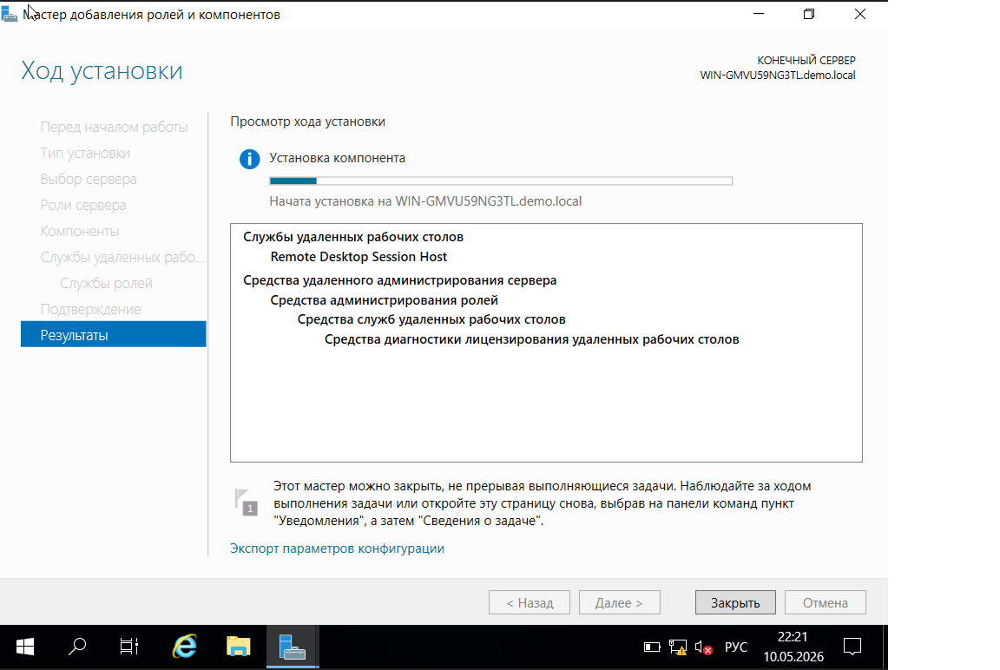 Мастер добавления ролей и компонентов
Ход установки
КОНЕЧНЫЙ СЕРВЕР
WIN-GMVU59NG3TL.demo.local
Перед началом работы
Тип установки
Выбор сервера
Роли сервера
Компоненты
Службы удаленных рабо...
Службы ролей
Подтверждение
Результаты
Просмотр хода установки
Установка компонента
Начата установка на WIN-GMVU59NG3TL.demo.local
Службы удаленных рабочих столов
Remote Desktop Session Host
Средства удаленного администрирования сервера
Средства администрирования ролей
Средства служб удаленных рабочих столов
Средства диагностики лицензирования удаленных рабочих столов
1
Этот мастер можно закрыть, не прерывая выполняющиеся задачи. Наблюдайте за ходом
выполнения задачи или откройте эту страницу снова, выбрав на панели команд пункт
"Уведомления", а затем "Сведения о задаче".
Экспорт параметров конфигурации
< Назад
Далее >
Закрыть
Отмена
РУС
22:21
10.05.2026